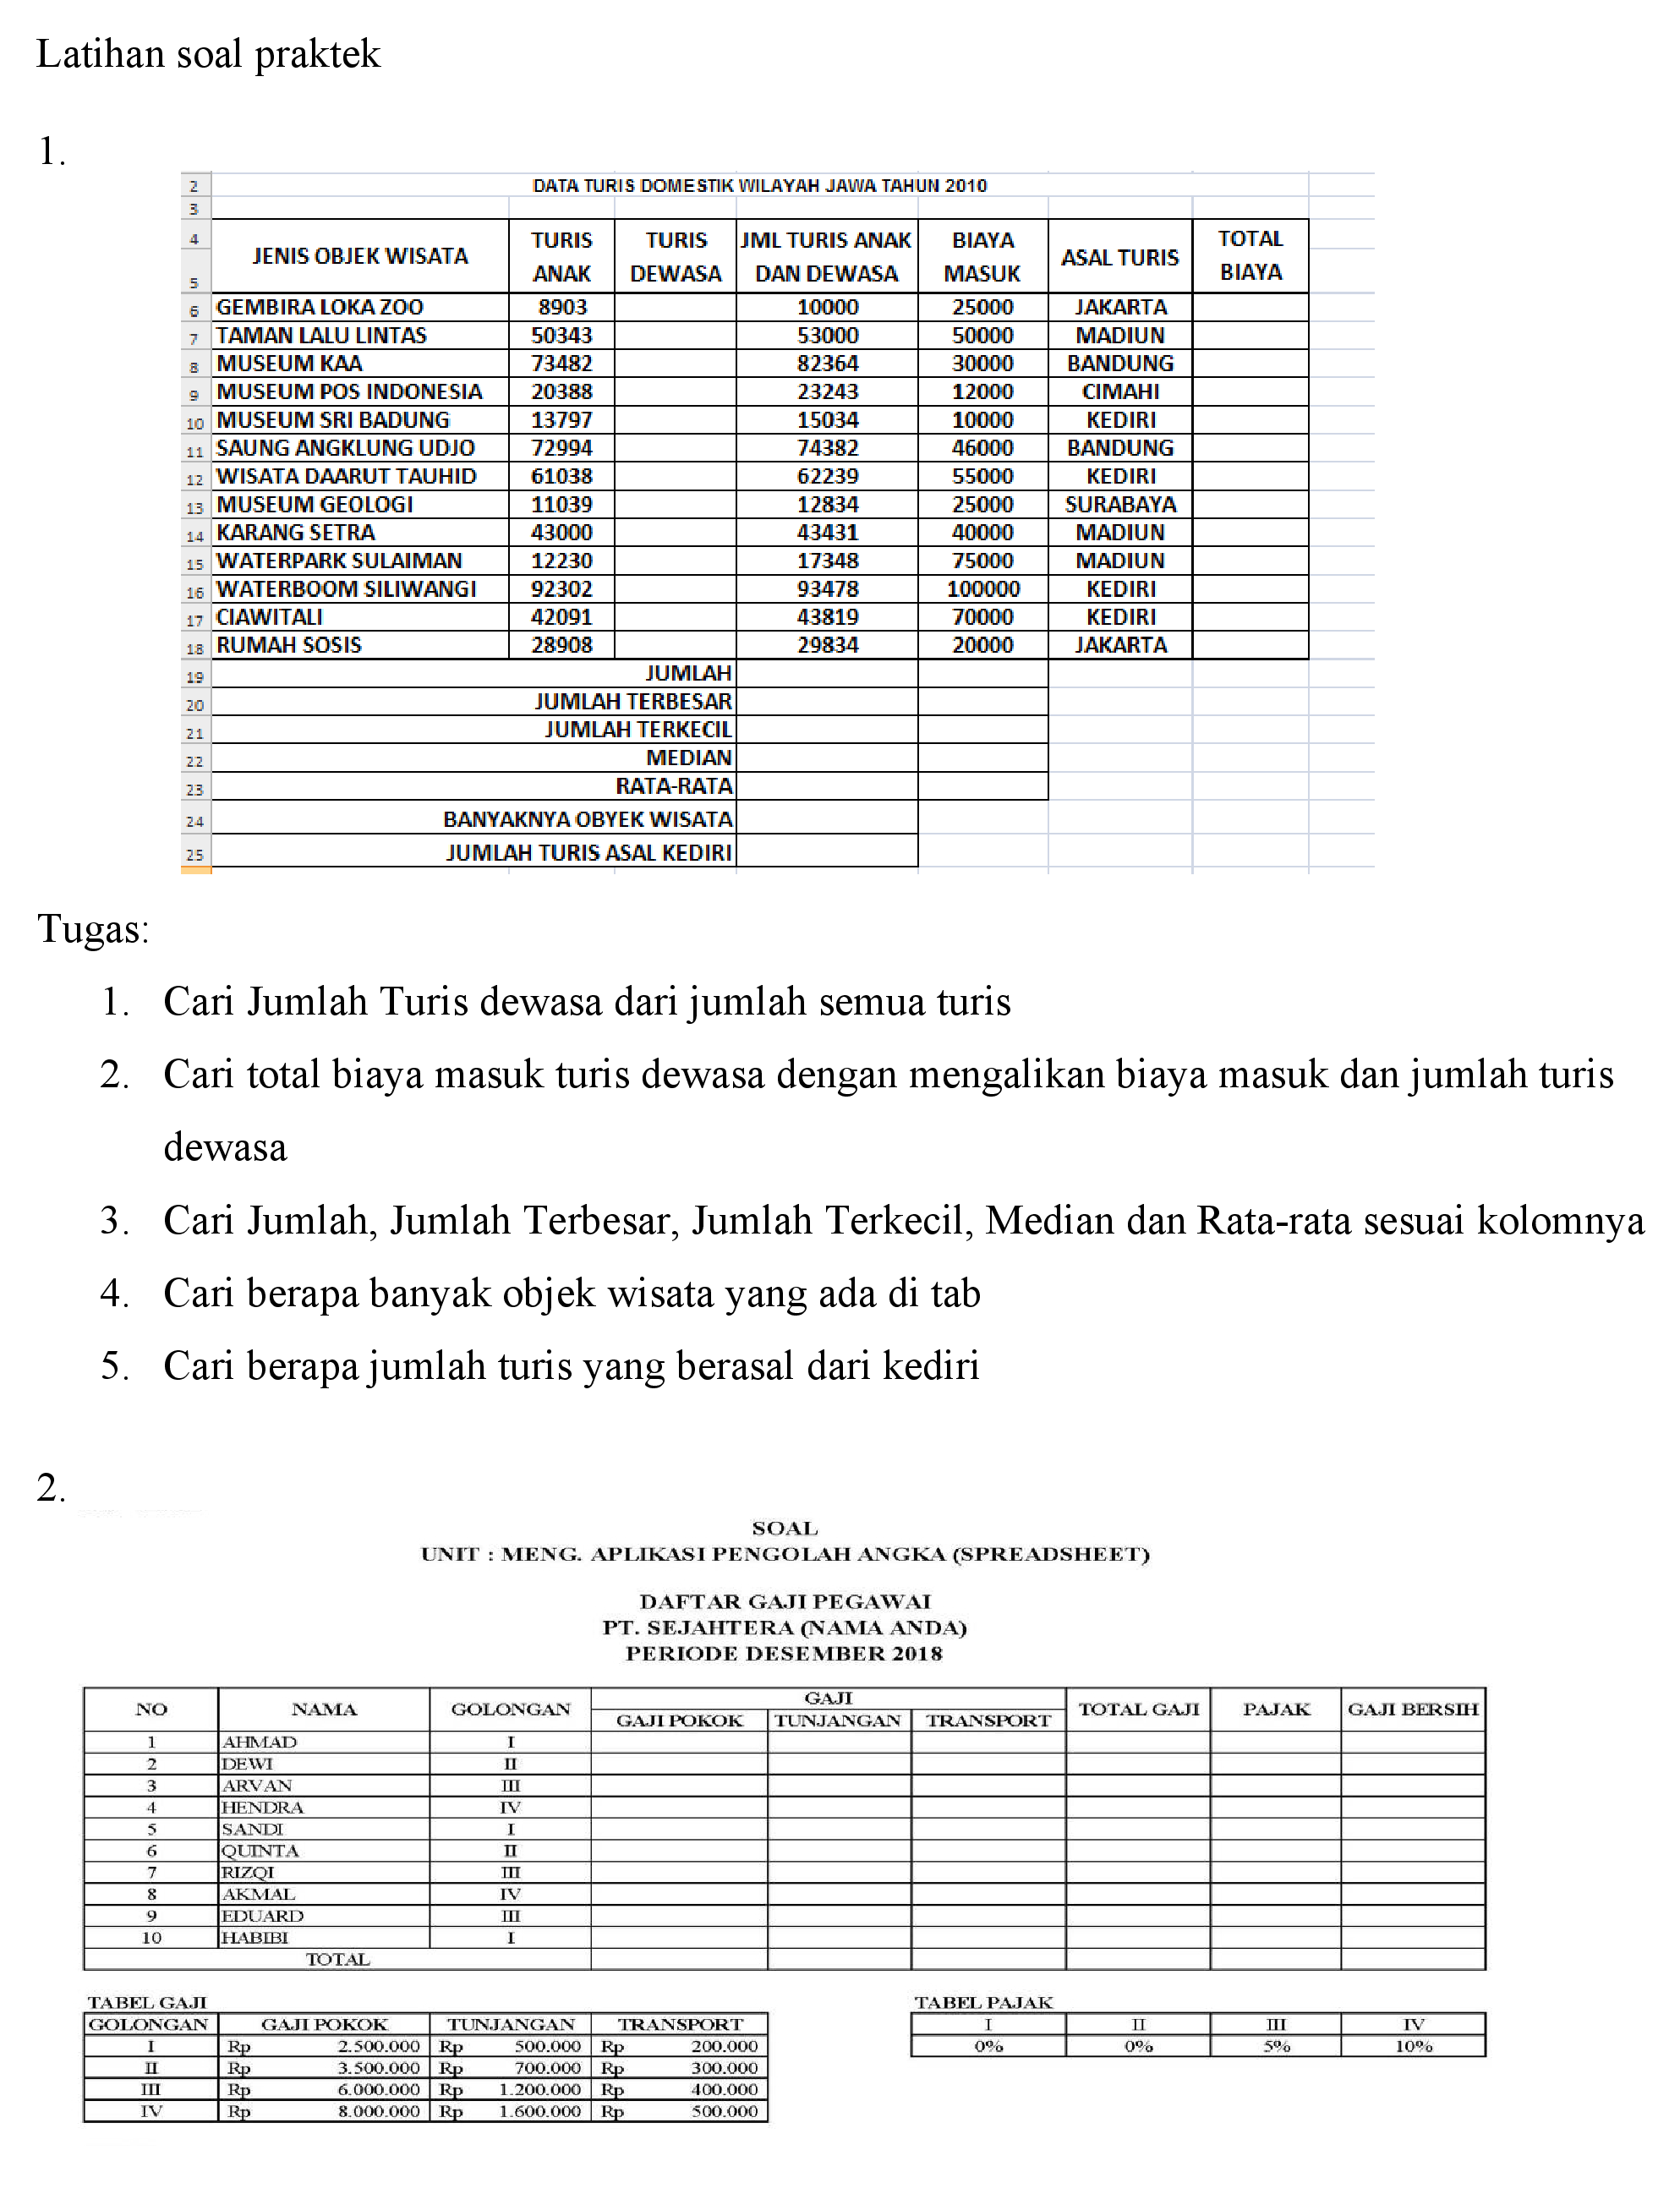 Latihan soal praktek
1.
2 DATA TURIS DOMESTIK WILAYAH JAWA TAHUN 2010
3
4 JENIS OBJEK WISATA TURIS TURIS JML TURIS ANAK BIAYA ASAL TURIS TOTAL
5 ANAK DEWASA DAN DEWASA MASUK BIAYA
6 GEMBIRA LOKA ZOO 8903 10000 25000 JAKARTA
7 TAMAN LALU LINTAS 50343 53000 50000 MADIUN
8 MUSEUM KAA 73482 82364 30000 BANDUNG
9 MUSEUM POS INDONESIA 20388 23243 12000 CIMAHI
10 MUSEUM SRI BADUNG 13797 15034 10000 KEDIRI
11 SAUNG ANGKLUNG UDJO 72994 74382 46000 BANDUNG
12 WISATA DAARUT TAUHID 61038 62239 55000 KEDIRI
13 MUSEUM GEOLOGI 11039 12834 25000 SURABAYA
14 KARANG SETRA 43000 43431 40000 MADIUN
15 WATERPARK SULAIMAN 12230 17348 75000 MADIUN
16 WATERBOOM SILIWANGI 92302 93478 100000 KEDIRI
17 CIAWITALI 42091 43819 70000 KEDIRI
18 RUMAH SOSIS 28908 29834 20000 JAKARTA
19 JUMLAH
20 JUMLAH TERBESAR
21 JUMLAH TERKECIL
22 MEDIAN
23 RATA-RATA
24 BANYAKNYA OBYEK WISATA
25 JUMLAH TURIS ASAL KEDIRI
Tugas:
1. Cari Jumlah Turis dewasa dari jumlah semua turis
2. Cari total biaya masuk turis dewasa dengan mengalikan biaya masuk dan jumlah turis
dewasa
3. Cari Jumlah, Jumlah Terbesar, Jumlah Terkecil, Median dan Rata-rata sesuai kolomnya
4. Cari berapa banyak objek wisata yang ada di tab
5. Cari berapa jumlah turis yang berasal dari kediri
2.
SOAL
UNIT : MENG. APLIKASI PENGOLAH ANGKA (SPREADSHEET)
DAFTAR GAJI PEGAWAI
PT. SEJAHTERA (NAMA ANDA)
PERIODE DESEMBER 2018
NO NAMA GOLONGAN GAJI TOTAL GAJI PAJAK GAJI BERSIH
GAJI POKOK TUNJANGAN TRANSPORT
1 AHMAD I
2 DEWI II
3 ARVAN III
4 HENDRA IV
5 SANDI I
6 QUINTA II
7 RIZQI III
8 AKMAL IV
9 EDUARD III
10 HABIBI I
TOTAL
TABEL GAJI
GOLONGAN GAJI POKOK TUNJANGAN TRANSPORT
I Rp 2.500.000 Rp 500.000 Rp 200.000
II Rp 3.500.000 Rp 700.000 Rp 300.000
III Rp 6.000.000 Rp 1.200.000 Rp 400.000
IV Rp 8.000.000 Rp 1.600.000 Rp 500.000
TABEL PAJAK
I II III IV
0% 0% 5% 10%